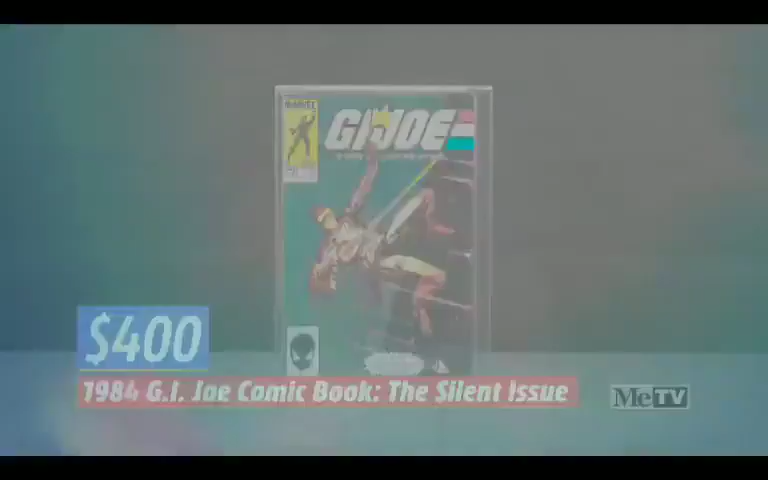 MARVEL
G.I. JOE
$400
1984 G.I. Joe Comic Book: The Silent Issue
MeTV